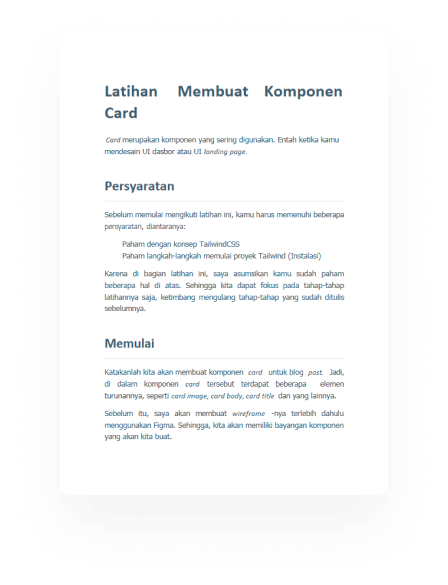 Latihan Membuat Komponen
Card
Card merupakan komponen yang sering digunakan. Entah ketika kamu
mendesain UI dasbor atau UI landing page.
Persyaratan
Sebelum memulai mengikuti latihan ini, kamu harus memenuhi beberapa
persyaratan, diantaranya:
Paham dengan konsep TailwindCSS
Paham langkah-langkah memulai proyek Tailwind (Instalasi)
Karena di bagian latihan ini, saya asumsikan kamu sudah paham
beberapa hal di atas. Sehingga kita dapat fokus pada tahap-tahap
latihannya saja, ketimbang mengulang tahap-tahap yang sudah ditulis
sebelumnya.
Memulai
Katakanlah kita akan membuat komponen card untuk blog post. Jadi,
di dalam komponen card tersebut terdapat beberapa elemen
turunannya, seperti card image, card body, card title dan yang lainnya.
Sebelum itu, saya akan membuat wireframe -nya terlebih dahulu
menggunakan Figma. Sehingga, kita akan memiliki bayangan komponen
yang akan kita buat.